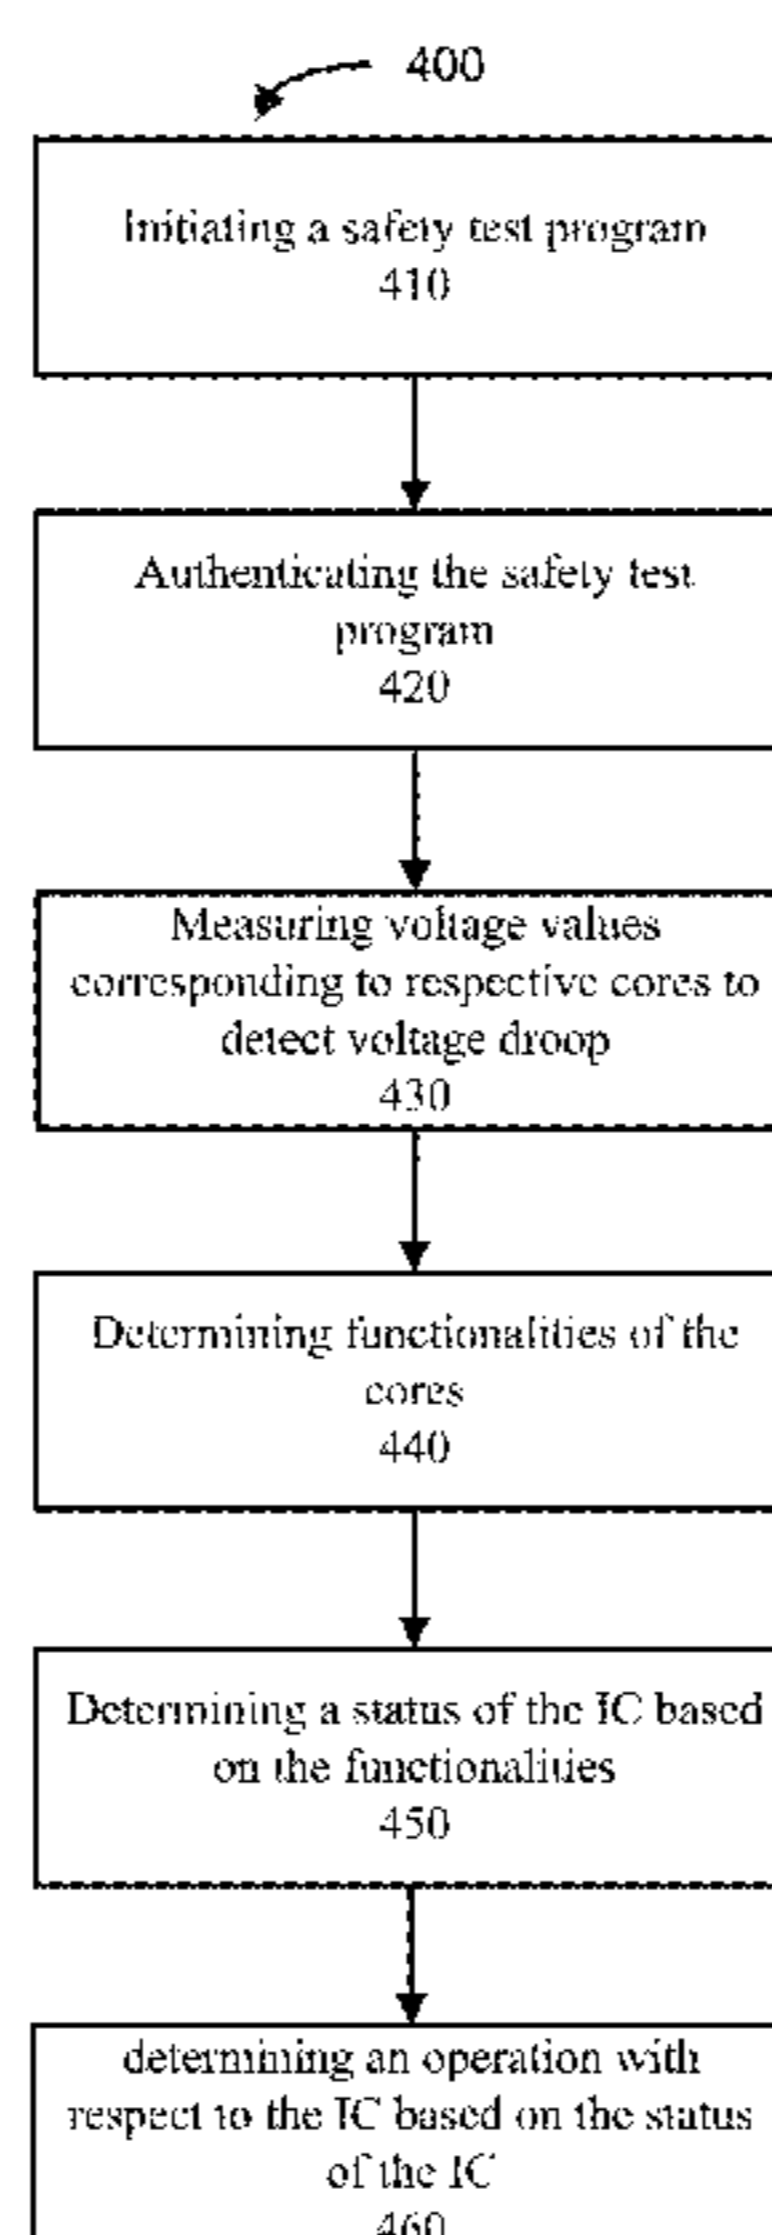 400
Initiating a safety test program
410
Authenticating the safety test
program
420
Measuring voltage values
corresponding to respective cores to
detect voltage droop
430
Determining functionalities of the
cores
440
Determining a status of the IC based
on the functionalities
450
determining an operation with
respect to the IC based on the status
of the IC
460